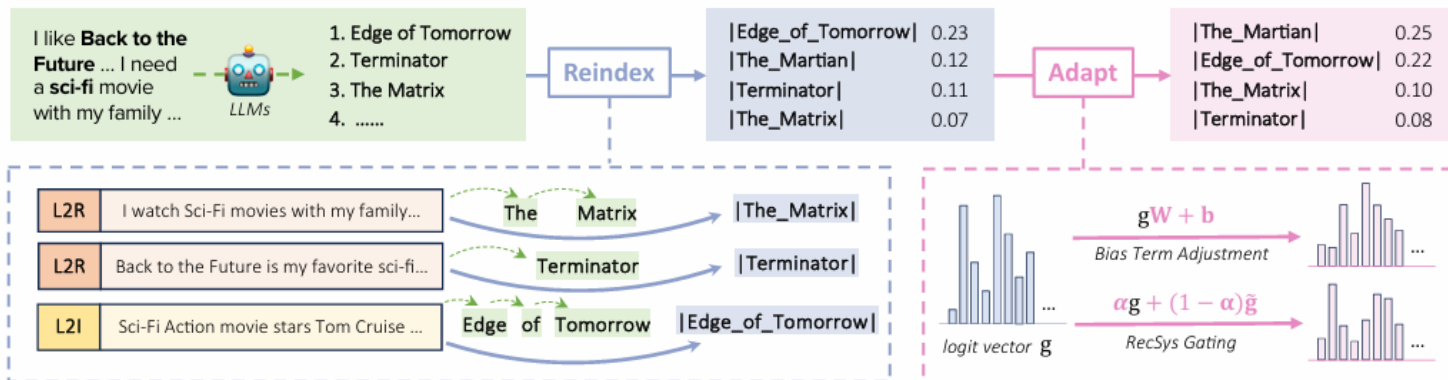 I like Back to the
Future ... I need
a sci-fi movie
with my family ...
LLMs
1. Edge of Tomorrow
2. Terminator
3. The Matrix
4. ......
Reindex
|Edge_of_Tomorrow| 0.23
|The_Martian| 0.12
|Terminator| 0.11
|The_Matrix| 0.07
Adapt
|The_Martian| 0.25
|Edge_of_Tomorrow| 0.22
|The_Matrix| 0.10
|Terminator| 0.08
L2R I watch Sci-Fi movies with my family... The Matrix |The_Matrix|
L2R Back to the Future is my favorite sci-fi... Terminator |Terminator|
L2I Sci-Fi Action movie stars Tom Cruise ... Edge of Tomorrow |Edge_of_Tomorrow|
...
logit vector g
gW + b
Bias Term Adjustment
...
αg + (1 − α)g̃
RecSys Gating
...